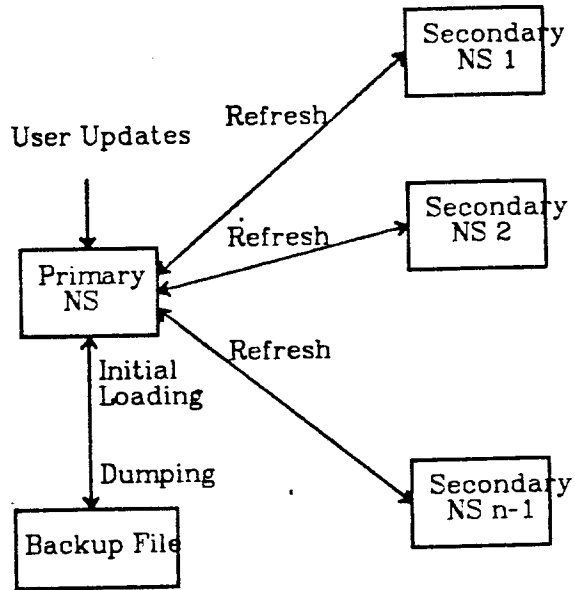 Secondary
NS 1
Refresh
User Updates
Secondary
NS 2
Refresh
Primary
NS
Refresh
Initial
Loading
Dumping
Secondary
NS n-1
Backup File